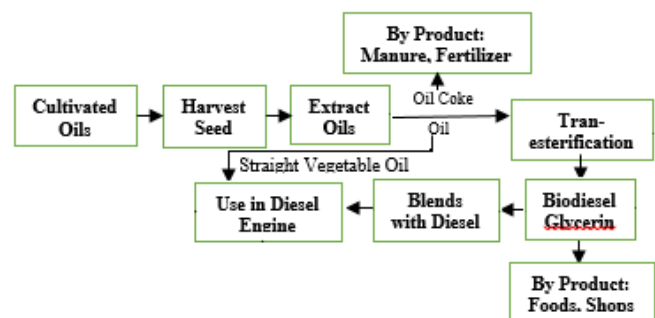 By Product:
Manure, Fertilizer
Cultivated
Oils
Harvest
Seed
Extract
Oils
Oil Coke
Oil
Tran-
esterification
Straight Vegetable Oil
Use in Diesel
Engine
Blends
with Diesel
Biodiesel
Glycerin
By Product:
Foods, Shops